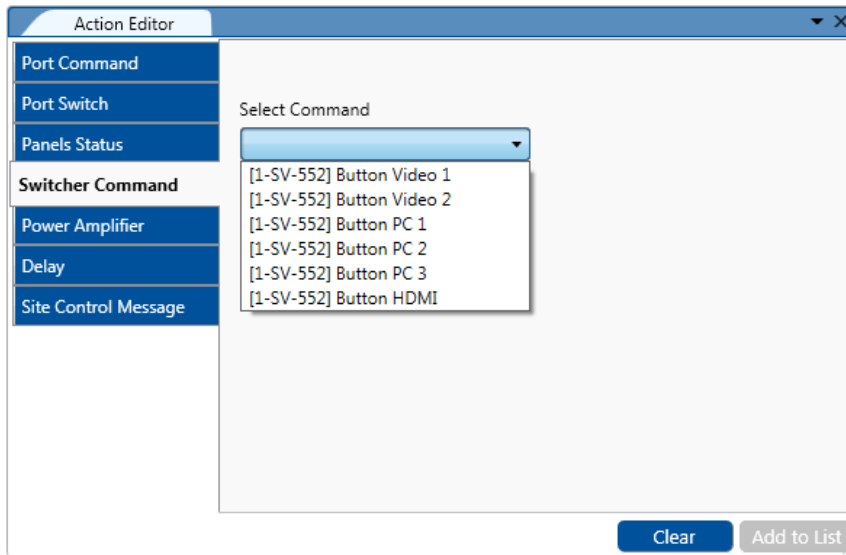 Action Editor
Port Command
Port Switch
Panels Status
Switcher Command
Power Amplifier
Delay
Site Control Message
Select Command
[1-SV-552] Button Video 1
[1-SV-552] Button Video 2
[1-SV-552] Button PC 1
[1-SV-552] Button PC 2
[1-SV-552] Button PC 3
[1-SV-552] Button HDMI
Clear
Add to List